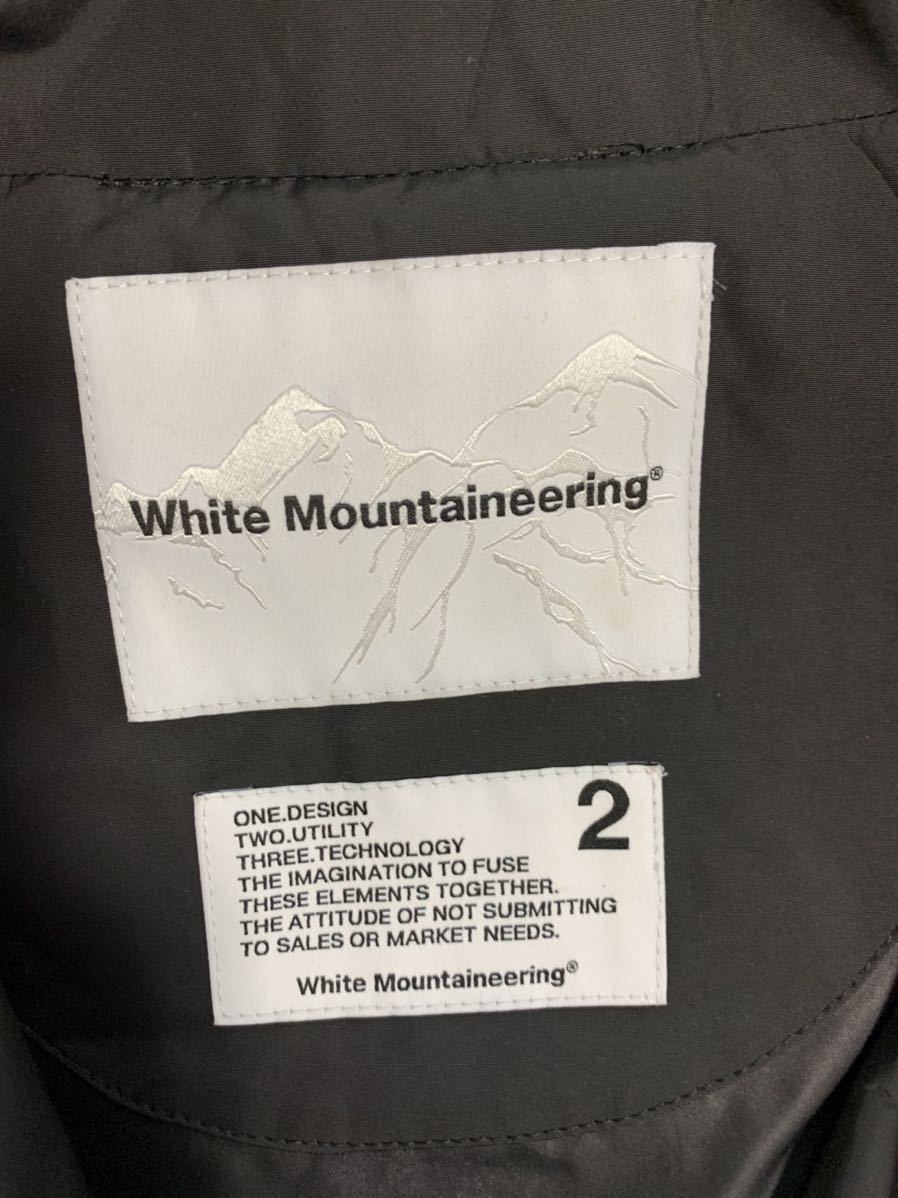 White Mountaineering®
ONE.DESIGN
TWO.UTILITY
THREE.TECHNOLOGY
THE IMAGINATION TO FUSE
THESE ELEMENTS TOGETHER.
THE ATTITUDE OF NOT SUBMITTING
TO SALES OR MARKET NEEDS.
2
White Mountaineering®